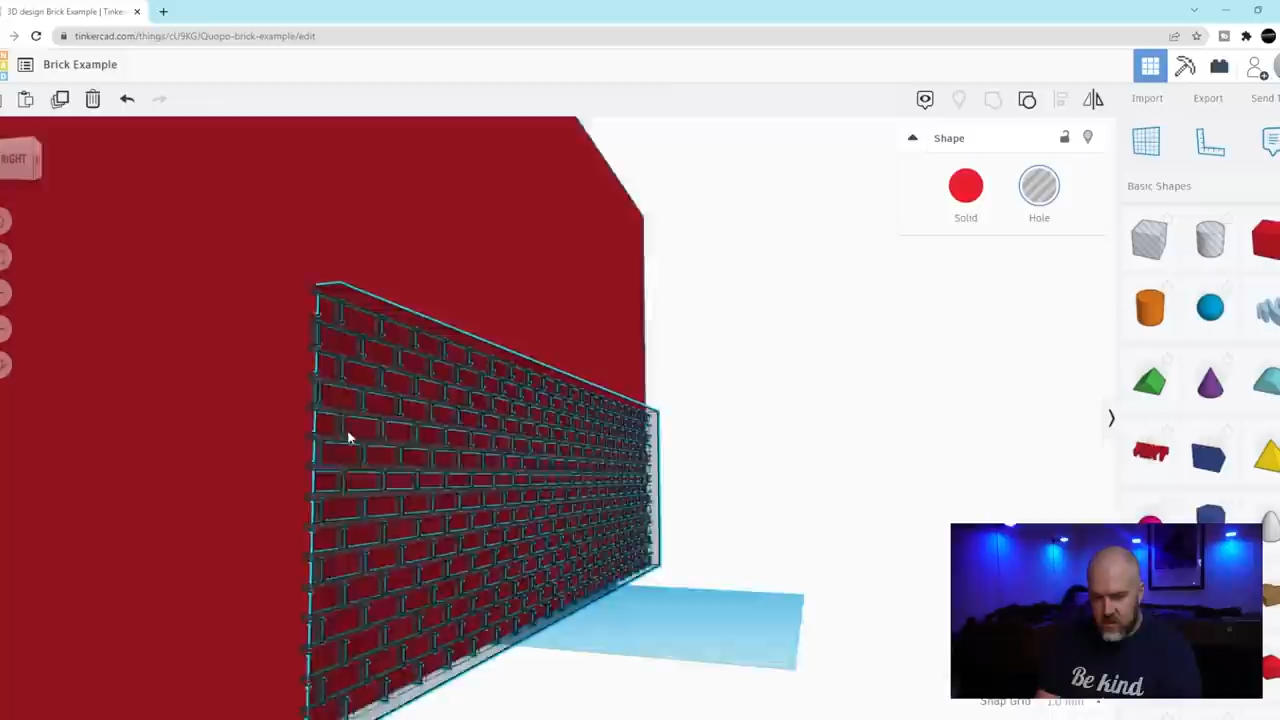 3D design Brick Example | Tinker
tinkercad.com/things/cU9KGJQuopo-brick-example/edit
Brick Example
Import
Export
Send T
RIGHT
Shape
Solid
Hole
Basic Shapes
Be kind
Snap Grid 1.0 mm